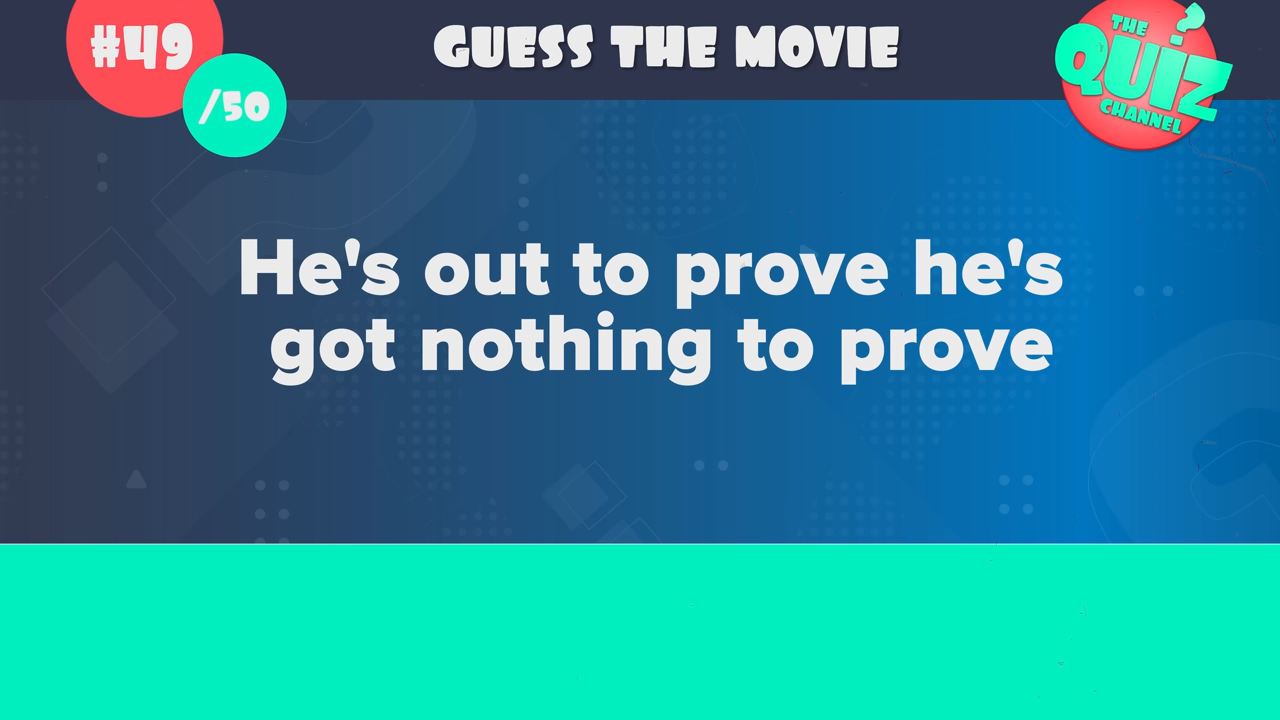 #49
/50
GUESS THE MOVIE
THE
QUIZ
CHANNEL
He's out to prove he's
got nothing to prove